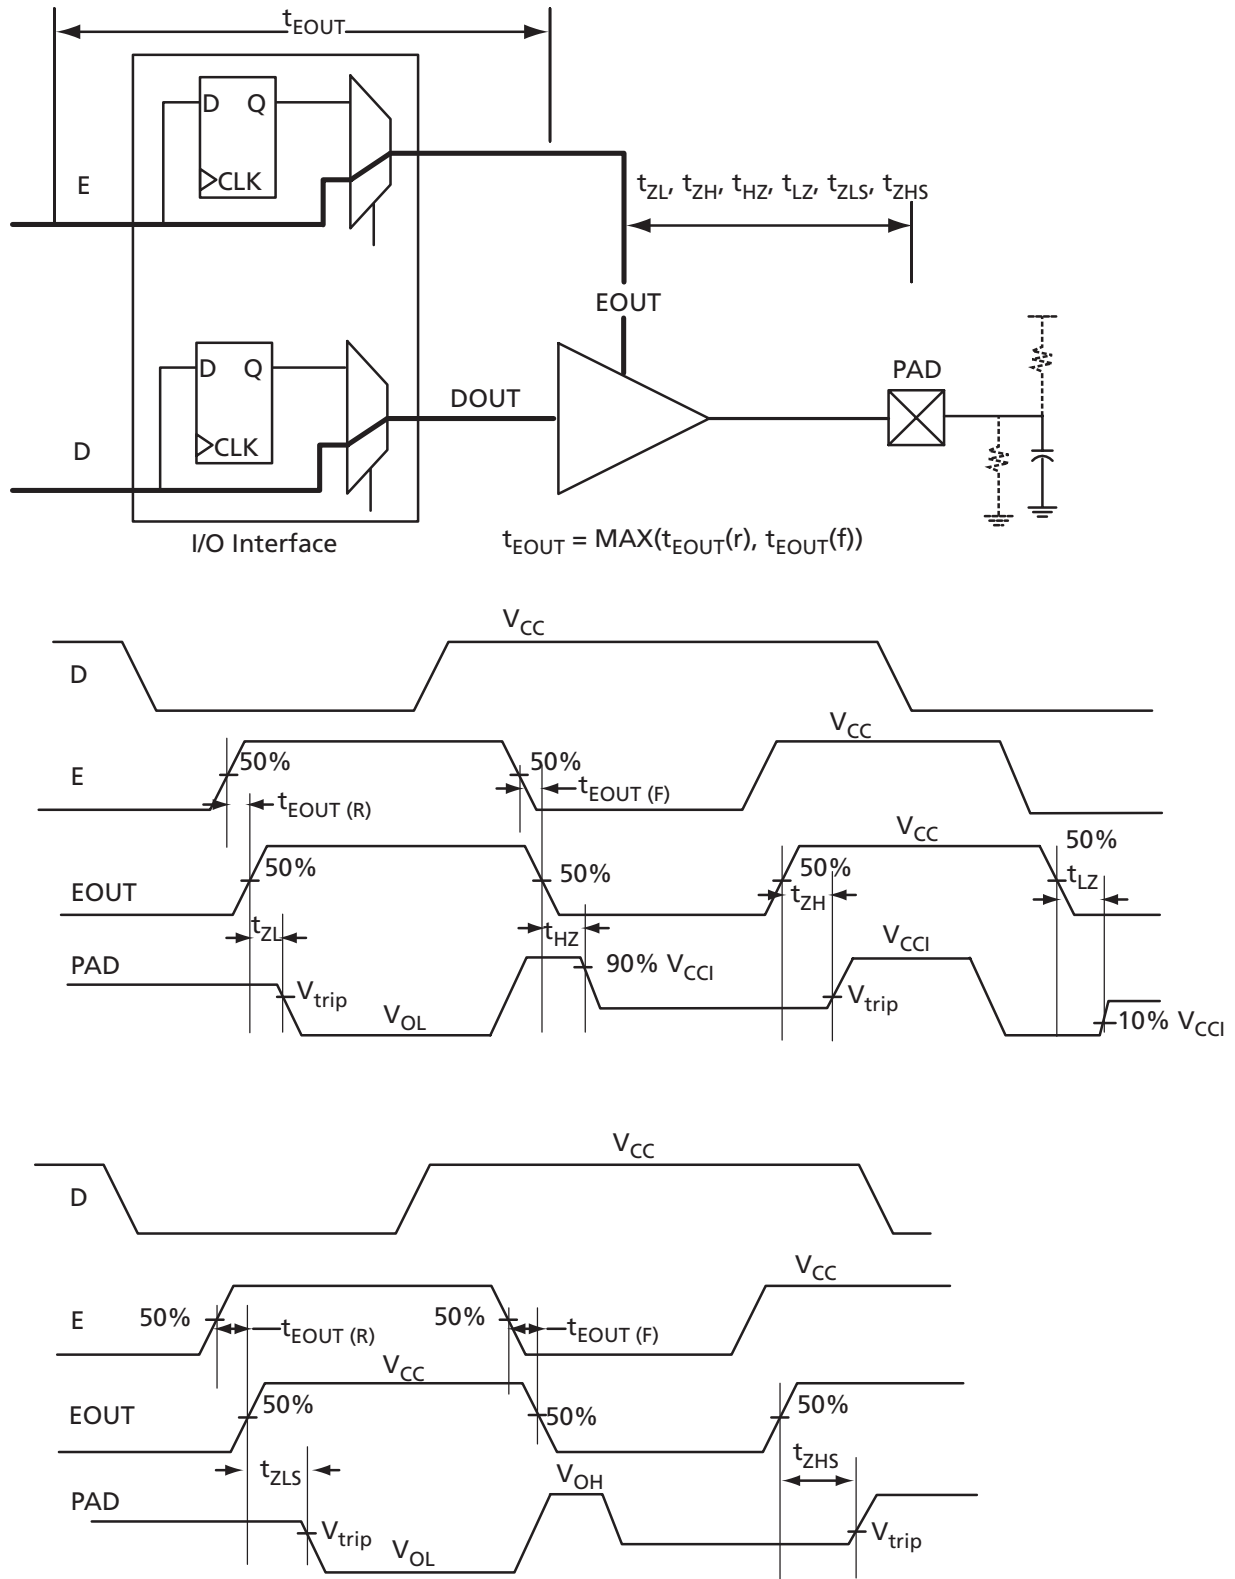 tEOUT
D Q
CLK
E
tZL, tZH, tHZ, tLZ, tZLS, tZHS
EOUT
D Q
CLK
DOUT
PAD
D
I/O Interface
tEOUT = MAX(tEOUT(r), tEOUT(f))
VCC
D
VCC
E
50%
50%
tEOUT (R)
tEOUT (F)
VCC
50%
EOUT
50%
50%
50%
tZL
tHZ
tZH
tLZ
PAD
VCCI
90% VCCI
Vtrip
Vtrip
VOL
10% VCCI
VCC
D
VCC
E
50%
50%
tEOUT (R)
tEOUT (F)
VCC
EOUT
50%
50%
50%
tZLS
tZHS
PAD
VOH
Vtrip
Vtrip
VOL